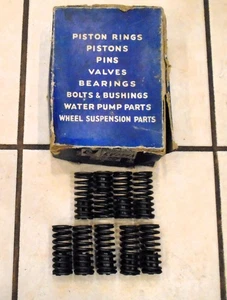 PISTON RINGS
PISTONS
PINS
VALVES
BEARINGS
BOLTS & BUSHINGS
WATER PUMP PARTS
WHEEL SUSPENSION PARTS